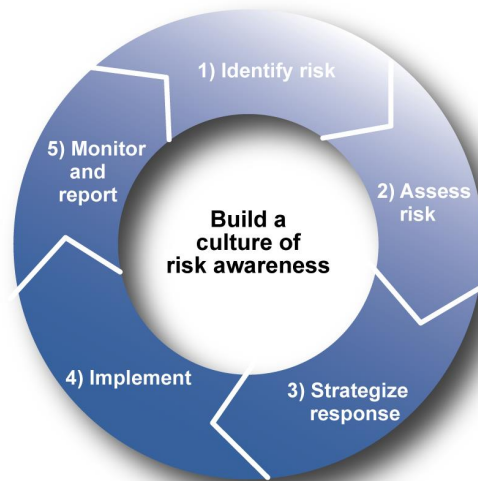 1) Identify risk
2) Assess
risk
3) Strategize
response
4) Implement
5) Monitor
and
report
Build a
culture of
risk awareness